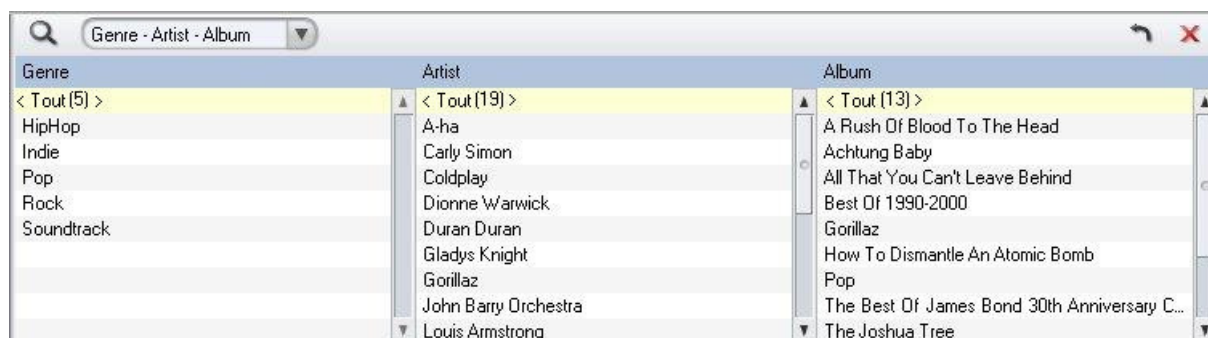 Genre - Artist - Album
Genre
Artist
Album
< Tout (5) >
HipHop
Indie
Pop
Rock
Soundtrack
< Tout (19) >
A-ha
Carly Simon
Coldplay
Dionne Warwick
Duran Duran
Gladys Knight
Gorillaz
John Barry Orchestra
Louis Armstrong
< Tout (13) >
A Rush Of Blood To The Head
Achtung Baby
All That You Can't Leave Behind
Best Of 1990-2000
Gorillaz
How To Dismantle An Atomic Bomb
Pop
The Best Of James Bond 30th Anniversary C...
The Joshua Tree